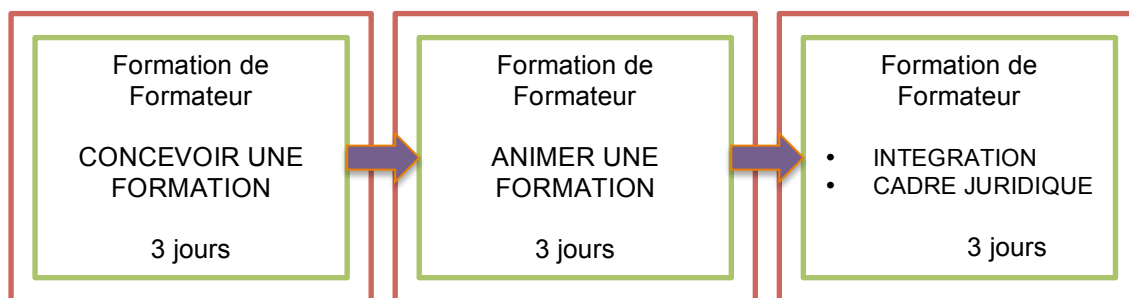 Formation de
Formateur
CONCEVOIR UNE
FORMATION
3 jours
Formation de
Formateur
ANIMER UNE
FORMATION
3 jours
Formation de
Formateur
• INTEGRATION
• CADRE JURIDIQUE
3 jours